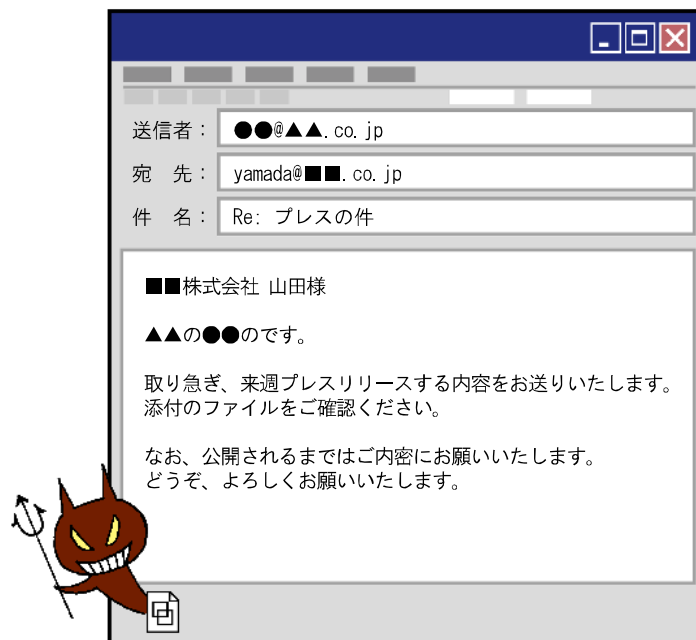 送信者： ●●@▲▲.co.jp
宛 先： yamada@■■.co.jp
件 名： Re: プレスの件
■■株式会社 山田様
▲▲の●●のです。
取り急ぎ、来週プレスリリースする内容をお送りいたします。
添付のファイルをご確認ください。
なお、公開されるまではご内密にお願いいたします。
どうぞ、よろしくお願いいたします。